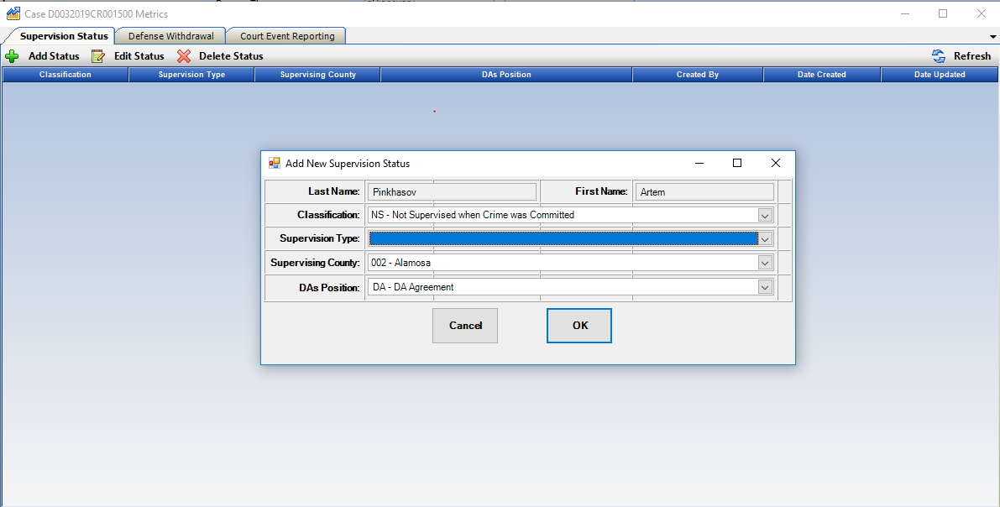 Case D0032019CR001500 Metrics
Supervision Status Defense Withdrawal Court Event Reporting
Add Status Edit Status Delete Status Refresh
Classification Supervision Type Supervising County DAs Position Created By Date Created Date Updated
Add New Supervision Status
Last Name: Pinkhasov First Name: Artem
Classification: NS - Not Supervised when Crime was Committed
Supervision Type:
Supervising County: 002 - Alamosa
DAs Position: DA - DA Agreement
Cancel OK